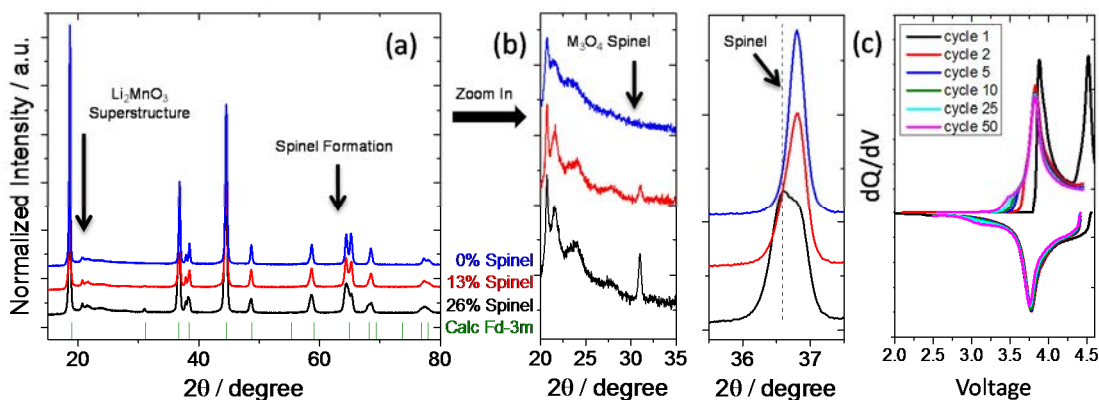 Normalized Intensity / a.u.
(a)
Li2MnO3
Superstructure
Spinel Formation
0% Spinel
13% Spinel
26% Spinel
Calc Fd-3m
20 40 60 80
2θ / degree
Zoom In
(b)
M3O4 Spinel
20 25 30 35
2θ / degree
Spinel
36 37
2θ / degree
(c)
cycle 1
cycle 2
cycle 5
cycle 10
cycle 25
cycle 50
dQ/dV
2.0 2.5 3.0 3.5 4.0 4.5
Voltage